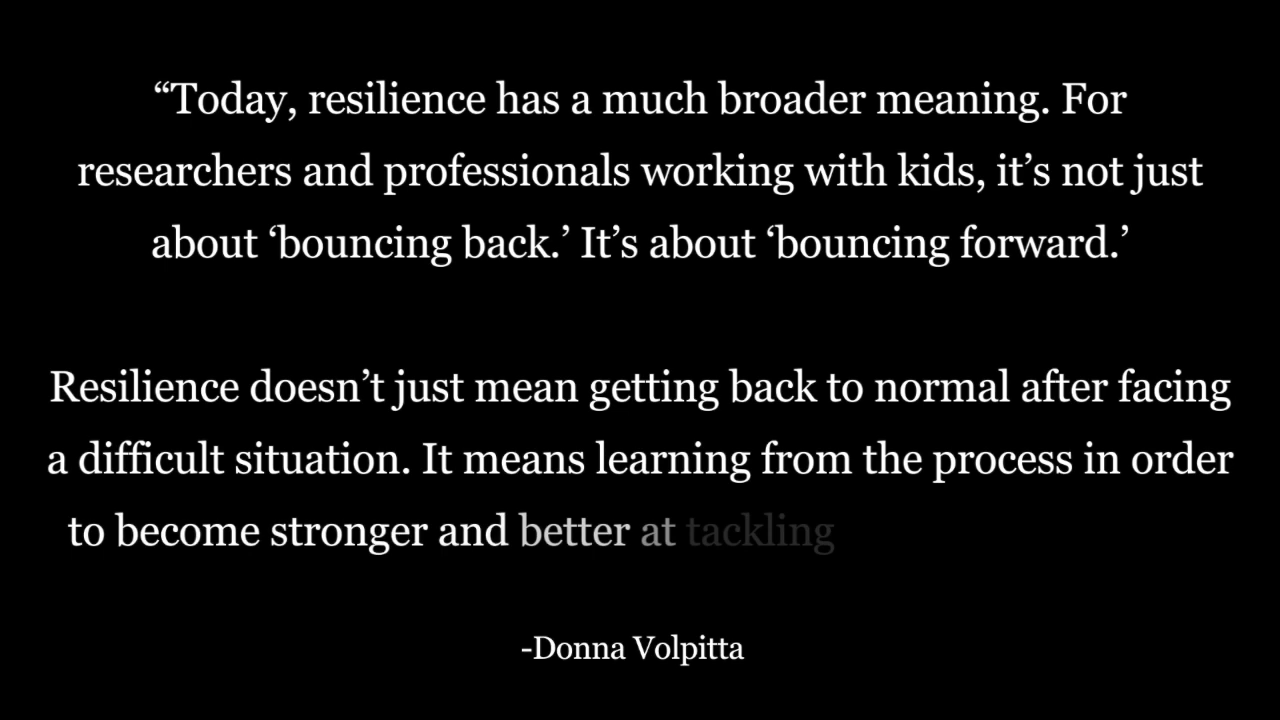 “Today, resilience has a much broader meaning. For
researchers and professionals working with kids, it’s not just
about ‘bouncing back.’ It’s about ‘bouncing forward.’
Resilience doesn’t just mean getting back to normal after facing
a difficult situation. It means learning from the process in order
to become stronger and better at tackling
-Donna Volpitta